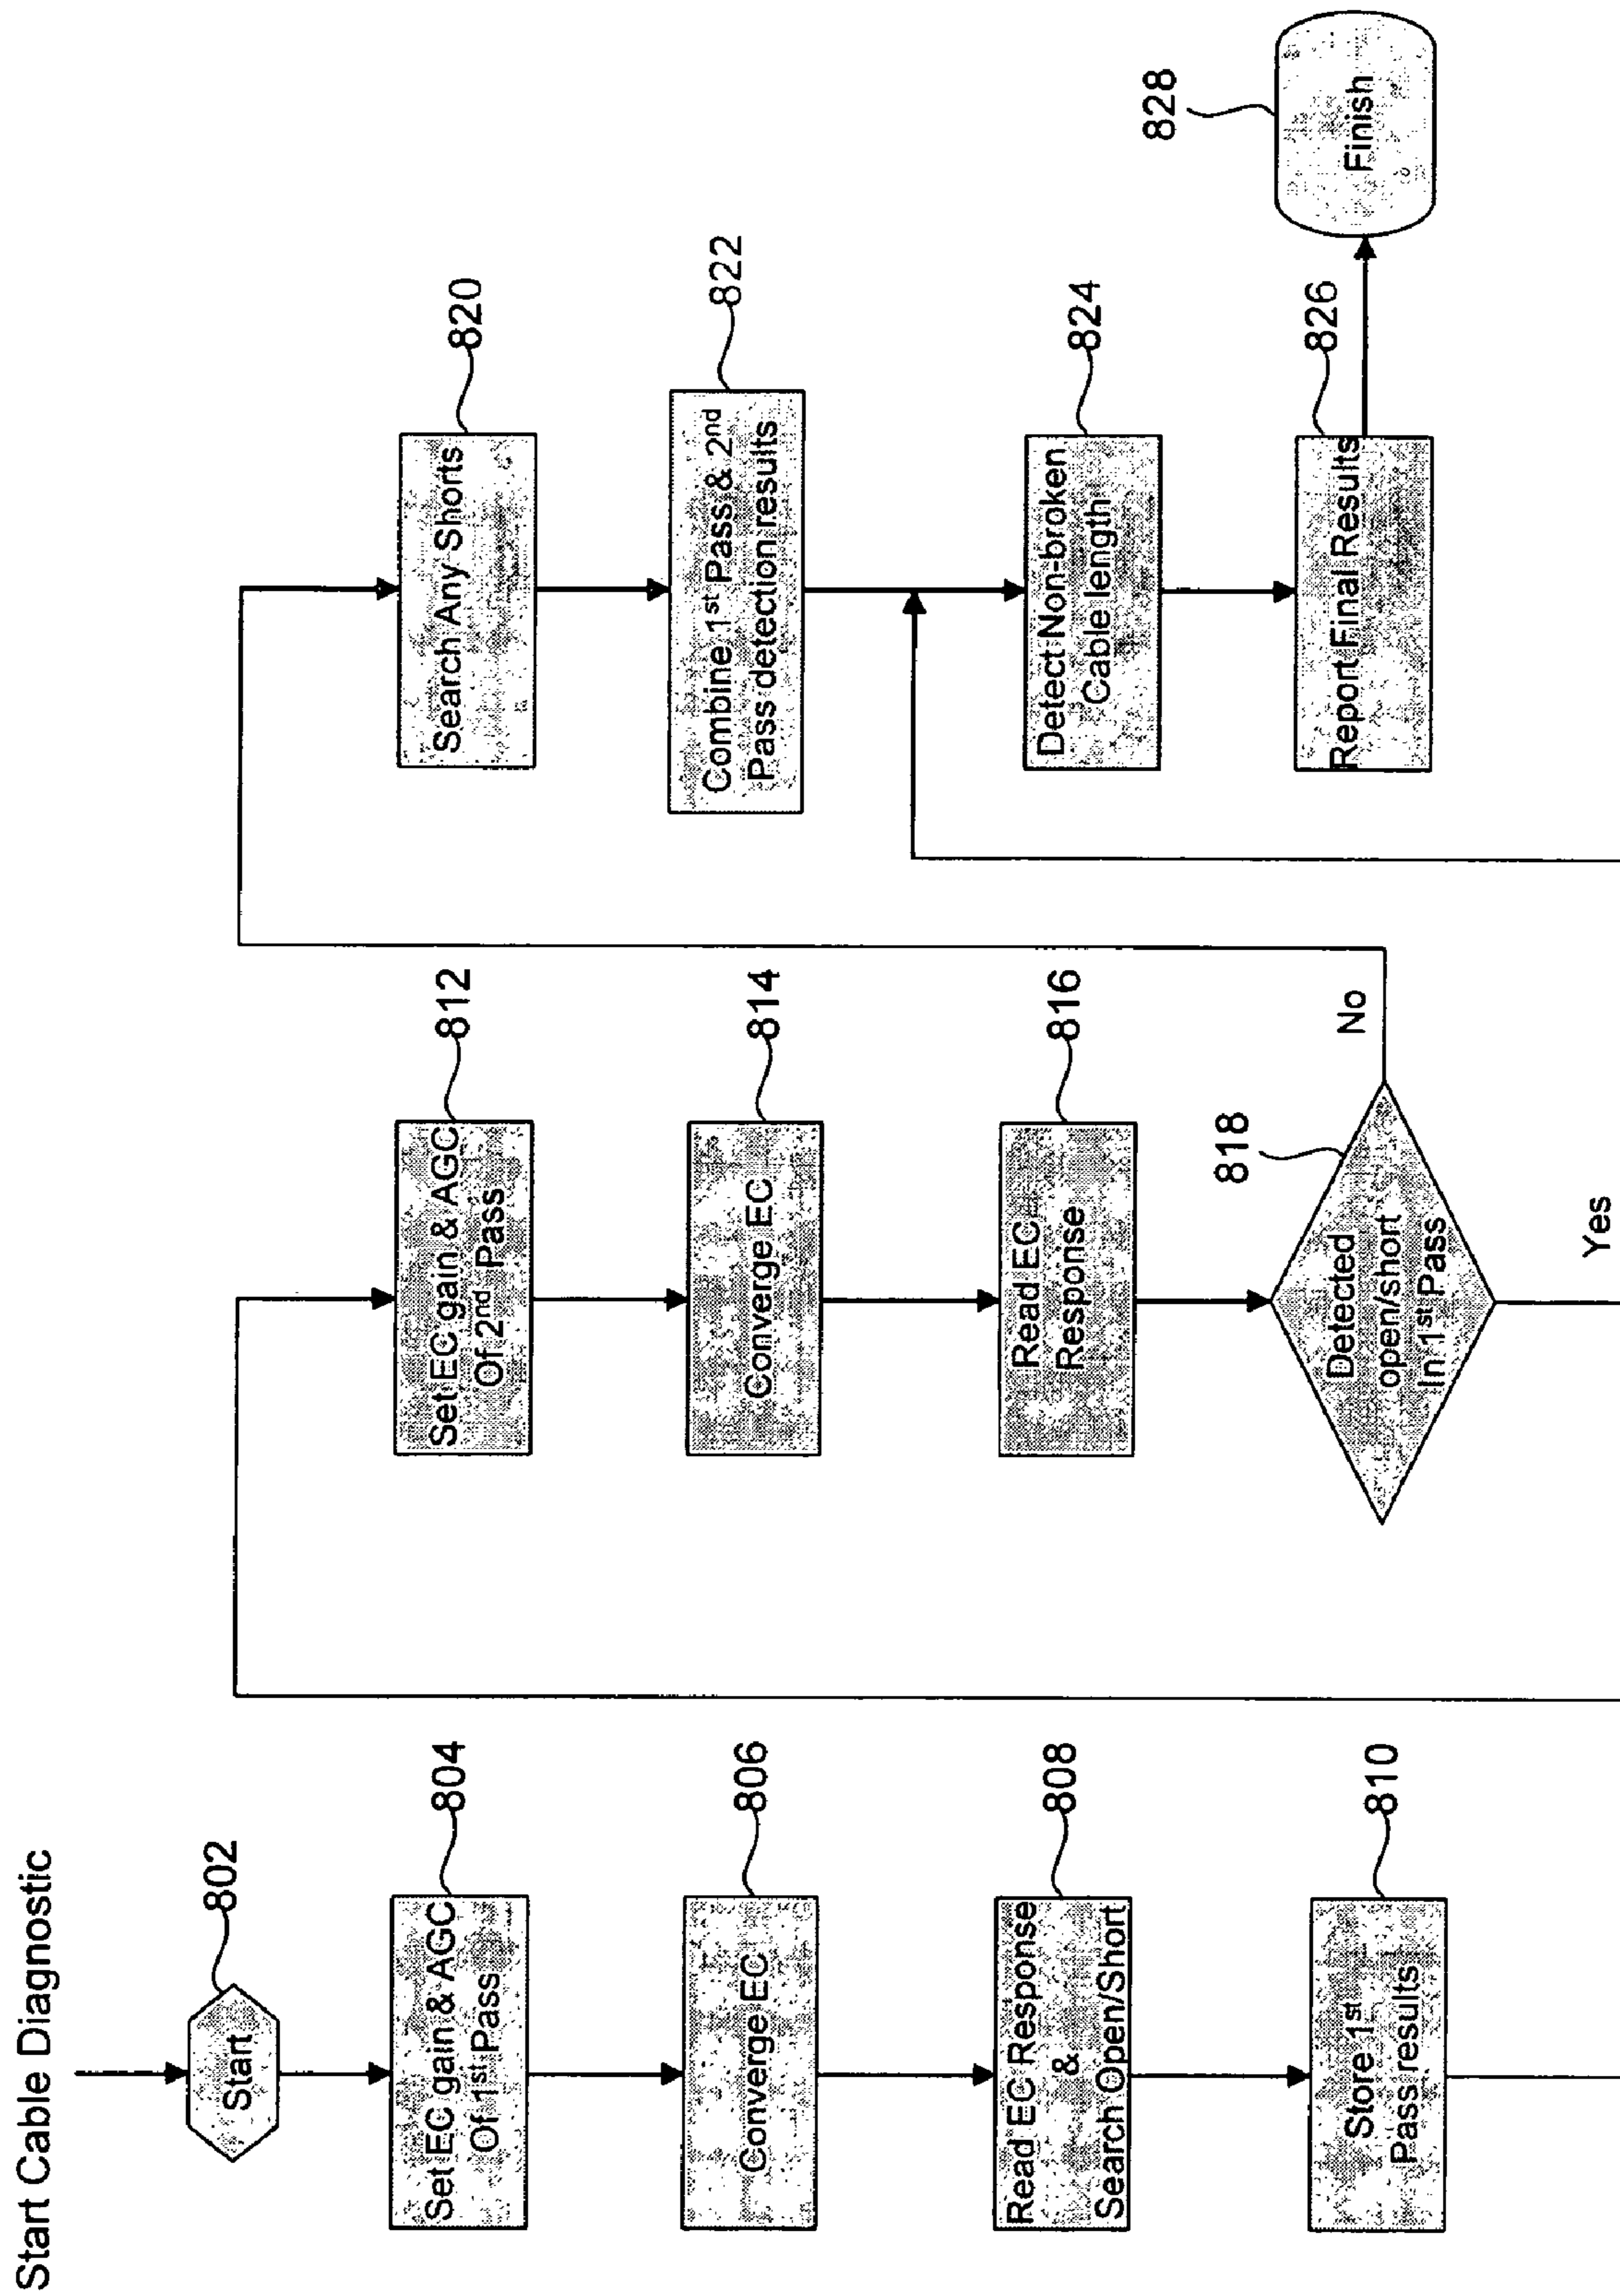 Start Cable Diagnostic
802
Start
804
Set EC gain & AGC
Of 1st Pass
806
Converge EC
808
Read EC Response
&
Search Open/Short
810
Store 1st
Pass results
812
Set EC gain & AGC
Of 2nd Pass
814
Converge EC
816
Read EC
Response
818
Detected
open/short
In 1st Pass
No
Yes
820
Search Any Shorts
822
Combine 1st Pass & 2nd
Pass detection results
824
Detect Non-broken
Cable length
826
Report Final Results
828
Finish